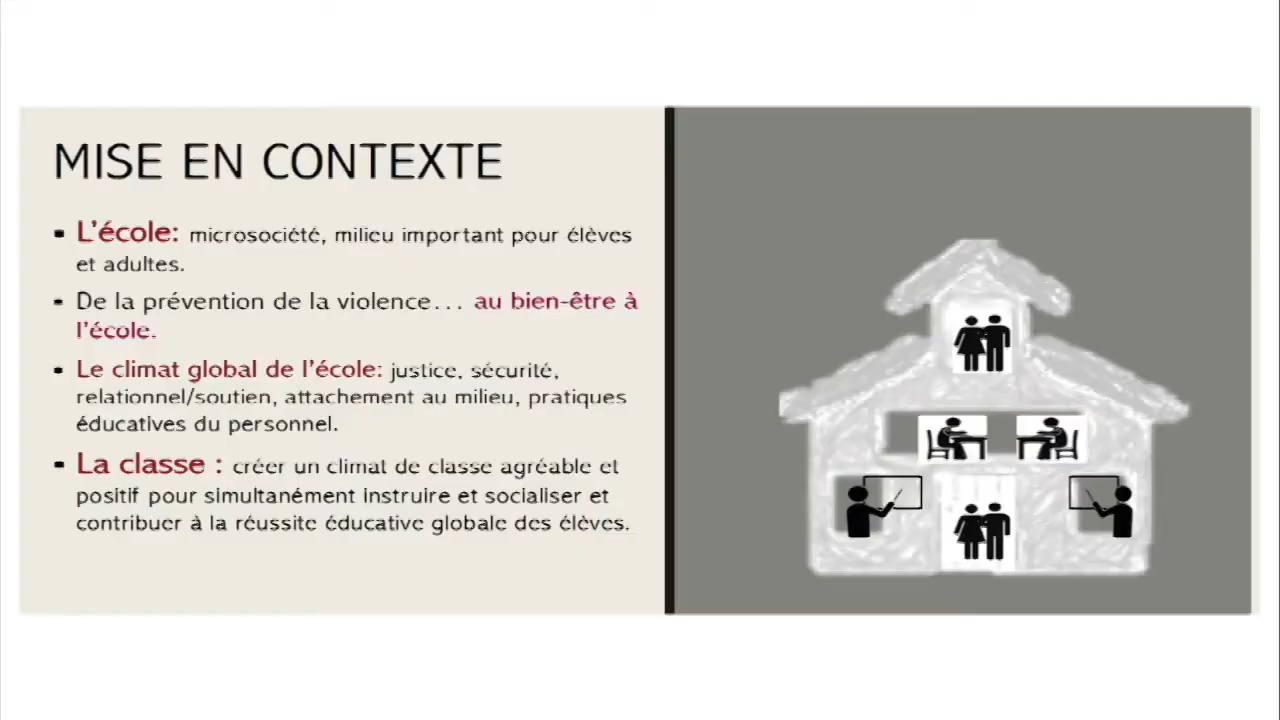 MISE EN CONTEXTE
▪ L'école: microsociété, milieu important pour élèves
et adultes.
▪ De la prévention de la violence… au bien-être à
l'école.
▪ Le climat global de l'école: justice, sécurité,
relationnel/soutien, attachement au milieu, pratiques
éducatives du personnel.
▪ La classe : créer un climat de classe agréable et
positif pour simultanément instruire et socialiser et
contribuer à la réussite éducative globale des élèves.